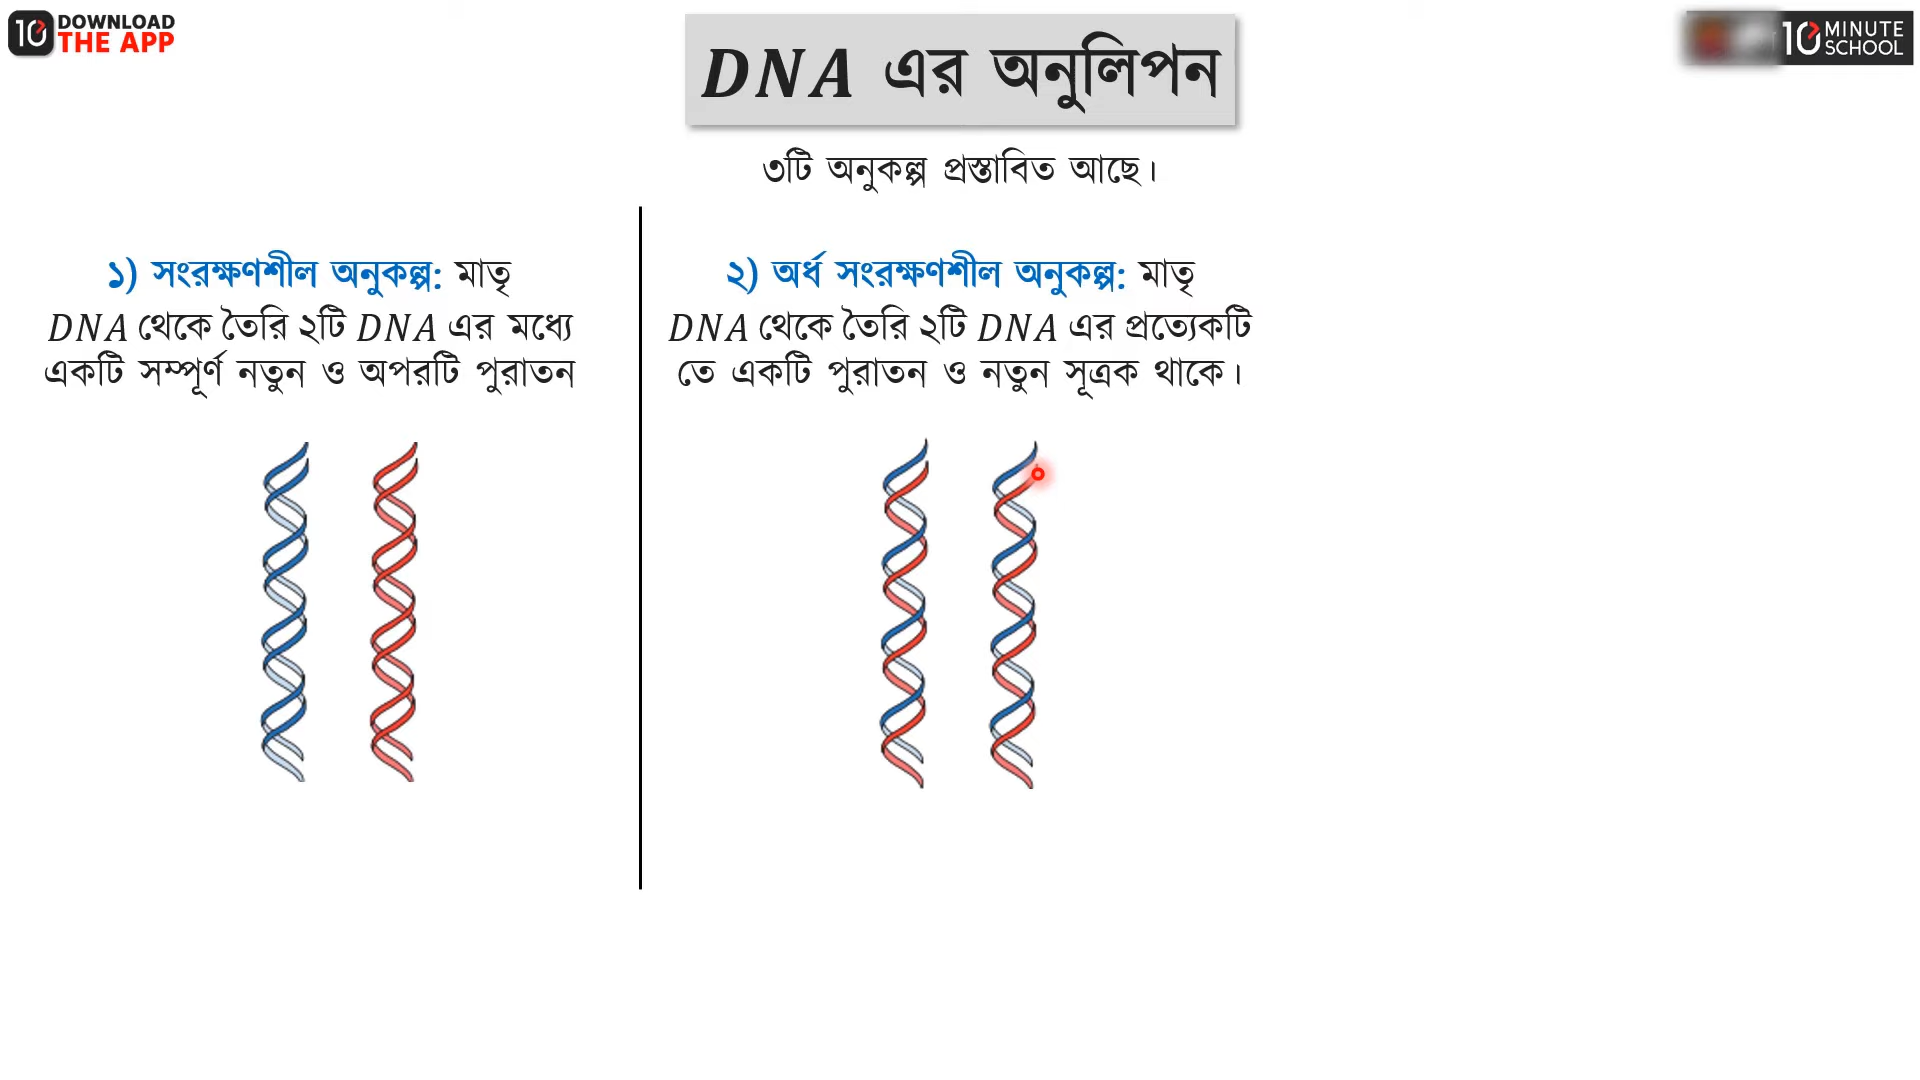 10 DOWNLOAD
THE APP
DNA এর অনুলিপন
10 MINUTE
SCHOOL
৩টি অনুকল্প প্রস্তাবিত আছে।
১) সংরক্ষণশীল অনুকল্প: মাতৃ
DNA থেকে তৈরি ২টি DNA এর মধ্যে
একটি সম্পূর্ণ নতুন ও অপরটি পুরাতন
২) অর্ধ সংরক্ষণশীল অনুকল্প: মাতৃ
DNA থেকে তৈরি ২টি DNA এর প্রত্যেকটি
তে একটি পুরাতন ও নতুন সূত্রক থাকে।